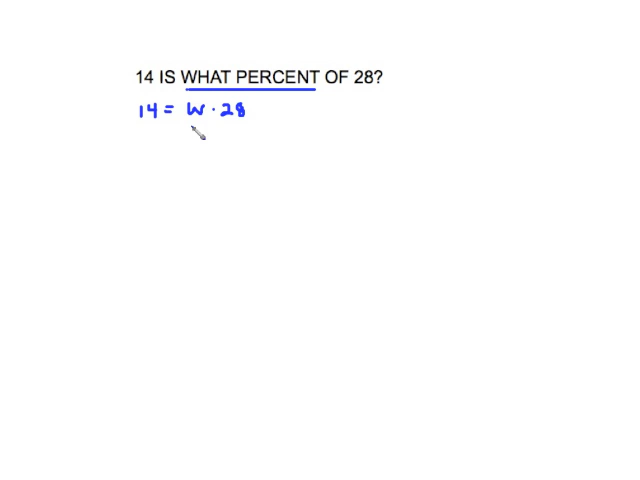 14 IS WHAT PERCENT OF 28?
14 = W · 28